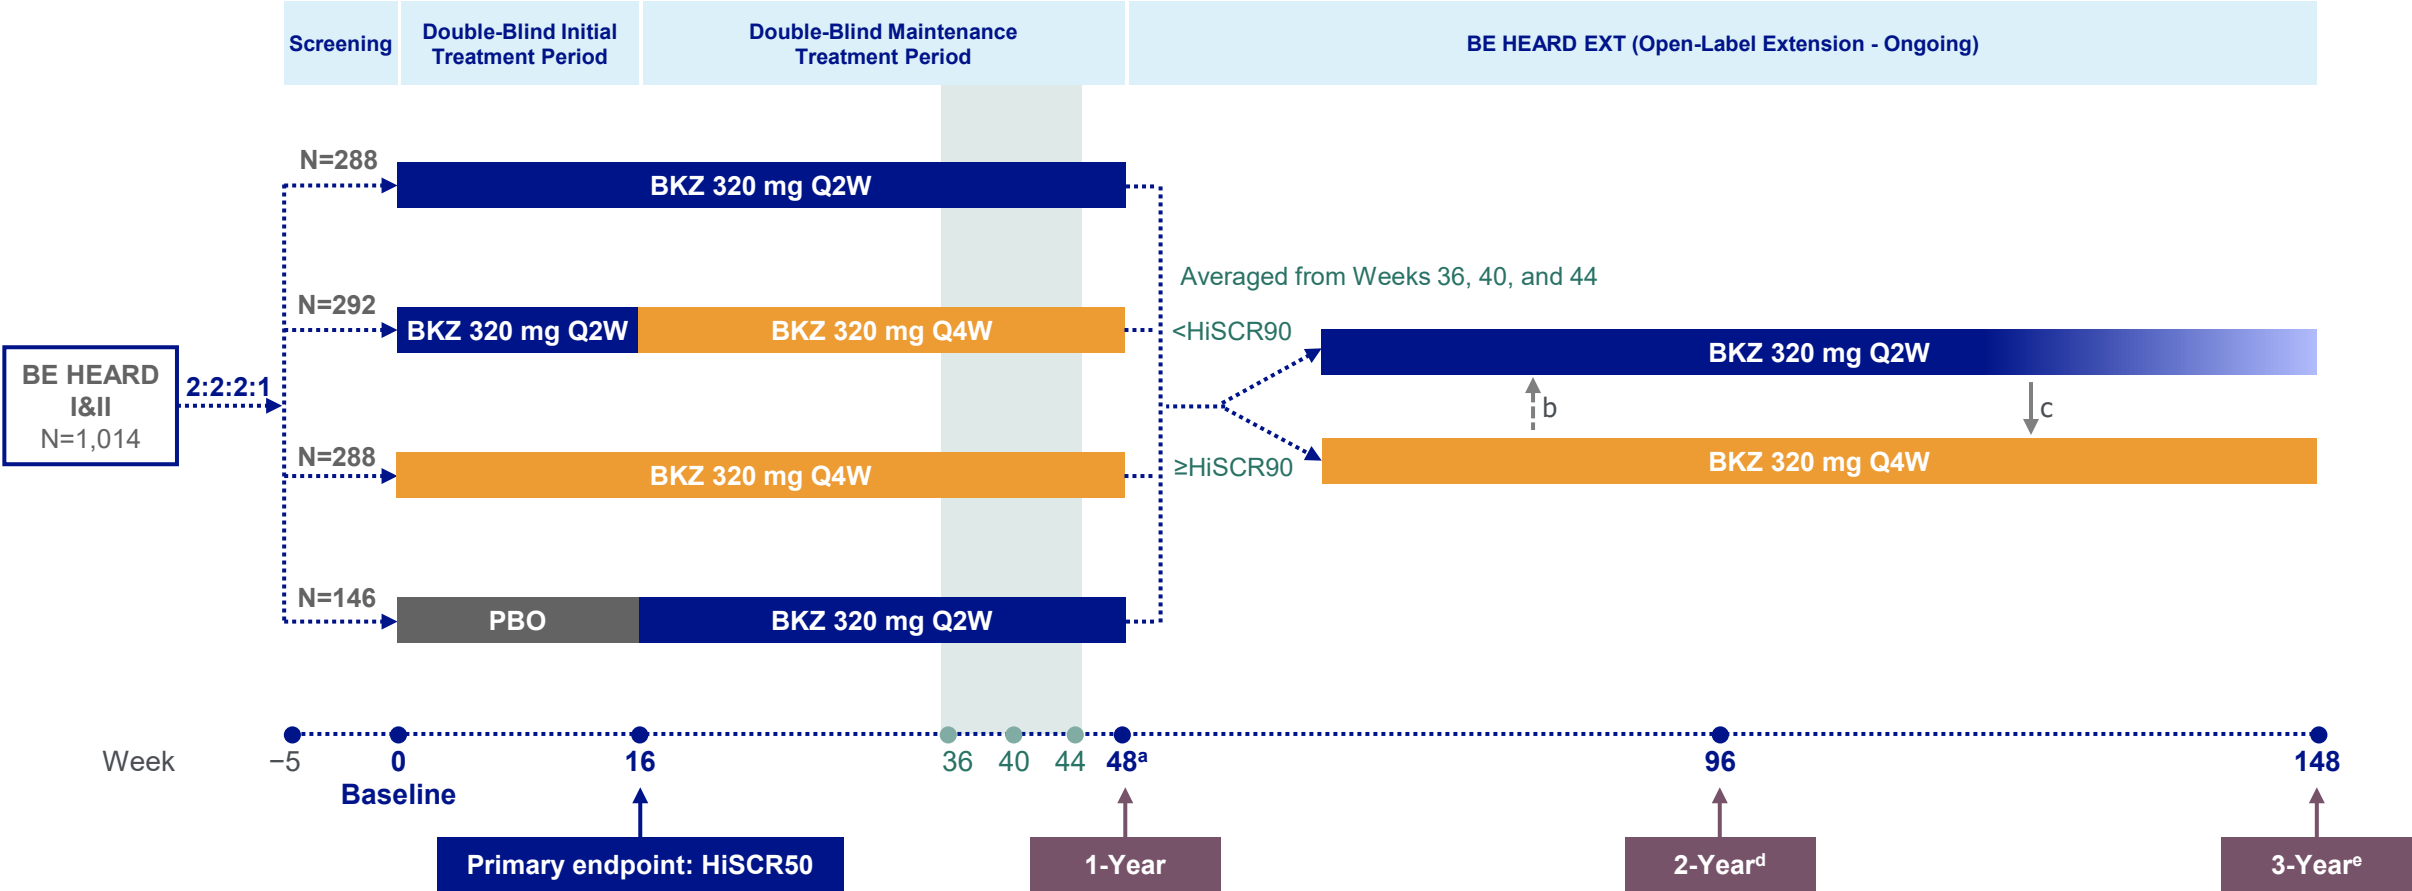 Screening
Double-Blind Initial
Treatment Period
Double-Blind Maintenance
Treatment Period
BE HEARD EXT (Open-Label Extension - Ongoing)
BE HEARD
I&II
N=1,014
2:2:2:1
N=288
BKZ 320 mg Q2W
N=292
BKZ 320 mg Q2W
BKZ 320 mg Q4W
N=288
BKZ 320 mg Q4W
N=146
PBO
BKZ 320 mg Q2W
Averaged from Weeks 36, 40, and 44
<HiSCR90
≥HiSCR90
BKZ 320 mg Q2W
b
c
BKZ 320 mg Q4W
Week
−5
0
Baseline
16
36
40
44
48ᵃ
96
148
Primary endpoint: HiSCR50
1-Year
2-Yearᵈ
3-Yearᵉ